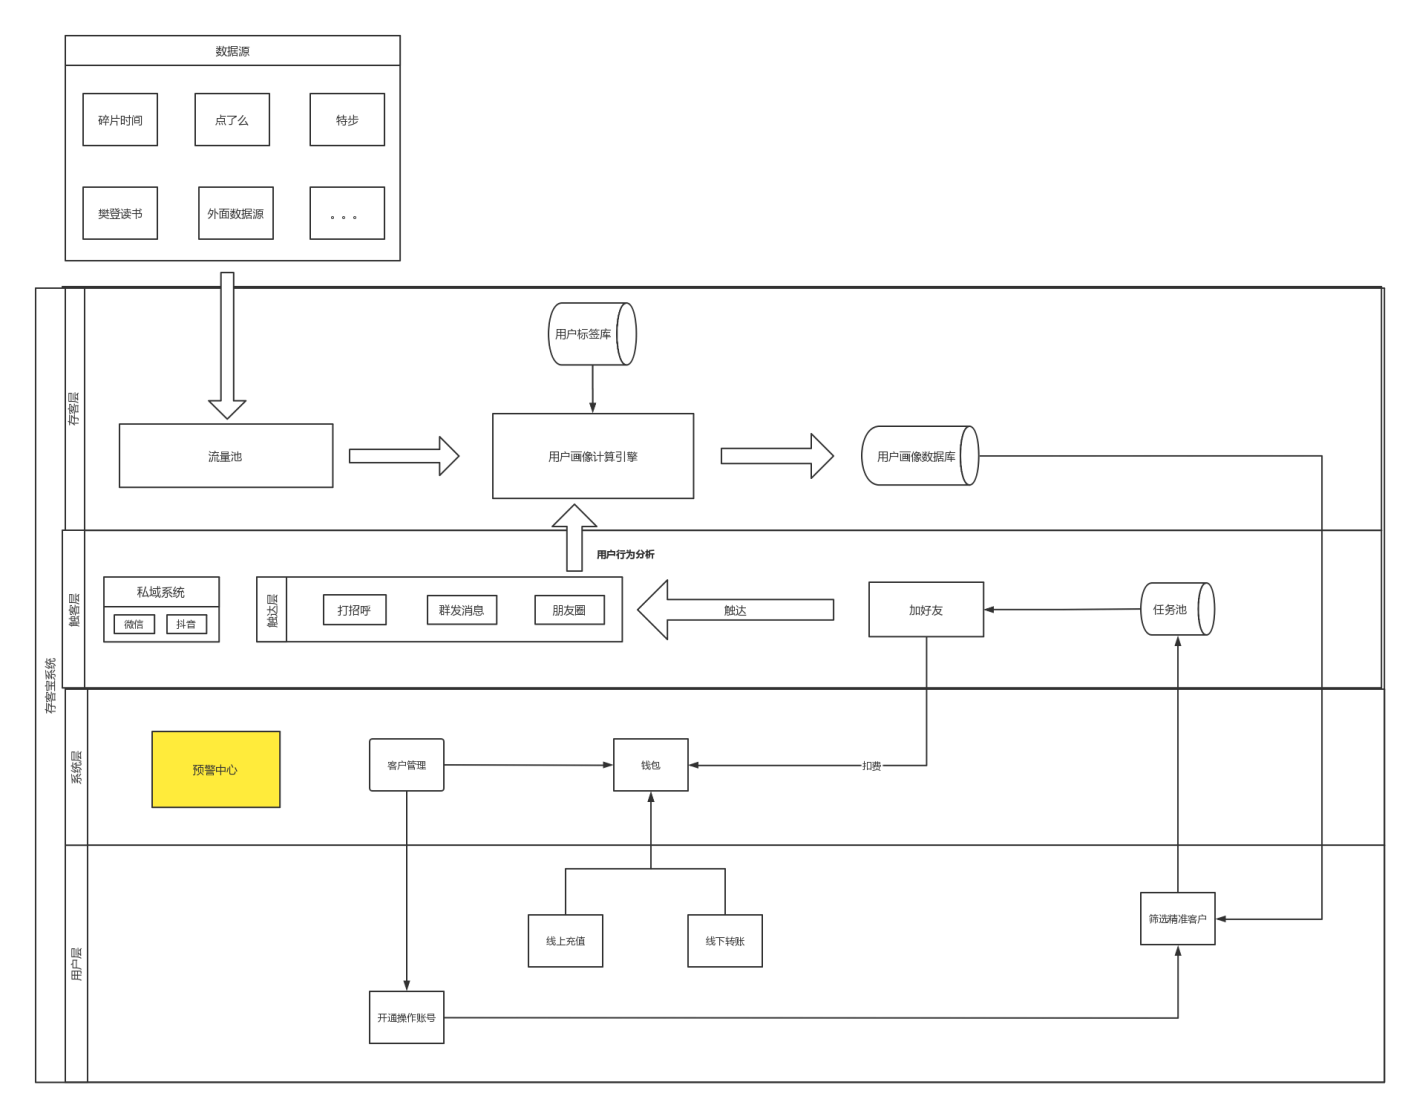 数据源
碎片时间
点了么
特步
樊登读书
外面数据源
。。。
存客宝系统
存客层
用户标签库
流量池
用户画像计算引擎
用户画像数据库
用户行为分析
触客层
私域系统
微信
抖音
触达层
打招呼
群发消息
朋友圈
触达
加好友
任务池
系统层
预警中心
客户管理
钱包
扣费
用户层
线上充值
线下转账
筛选精准客户
开通操作账号